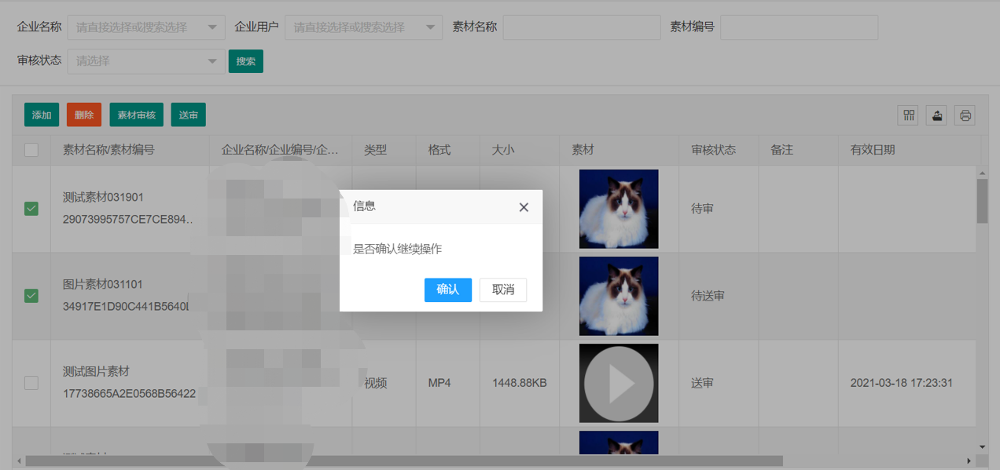 企业名称 请直接选择或搜索选择 企业用户 请直接选择或搜索选择 素材名称 素材编号
审核状态 请选择 搜索
添加 删除 素材审核 送审
素材名称/素材编号 企业名称/企业编号/企... 类型 格式 大小 素材 审核状态 备注 有效日期
测试素材031901
29073995757CE7CE894...
待审
信息
是否确认继续操作
确认 取消
图片素材031101
34917E1D90C441B5640
待送审
测试图片素材
17738665A2E0568B56422
视频 MP4 1448.88KB 送审 2021-03-18 17:23:31